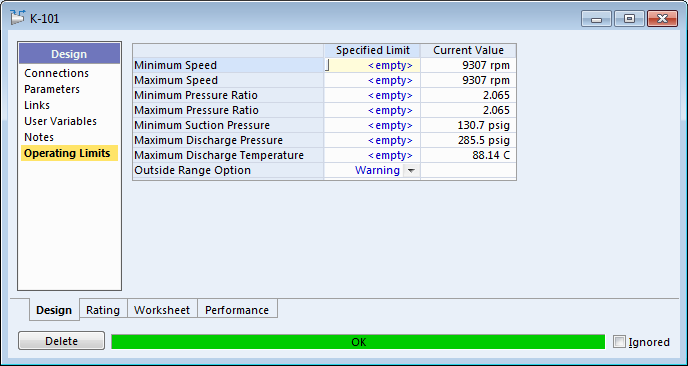 K-101
Design
Connections
Parameters
Links
User Variables
Notes
Operating Limits
Specified Limit Current Value
Minimum Speed <empty> 9307 rpm
Maximum Speed <empty> 9307 rpm
Minimum Pressure Ratio <empty> 2.065
Maximum Pressure Ratio <empty> 2.065
Minimum Suction Pressure <empty> 130.7 psig
Maximum Discharge Pressure <empty> 285.5 psig
Maximum Discharge Temperature <empty> 88.14 C
Outside Range Option Warning
Design Rating Worksheet Performance
Delete OK Ignored